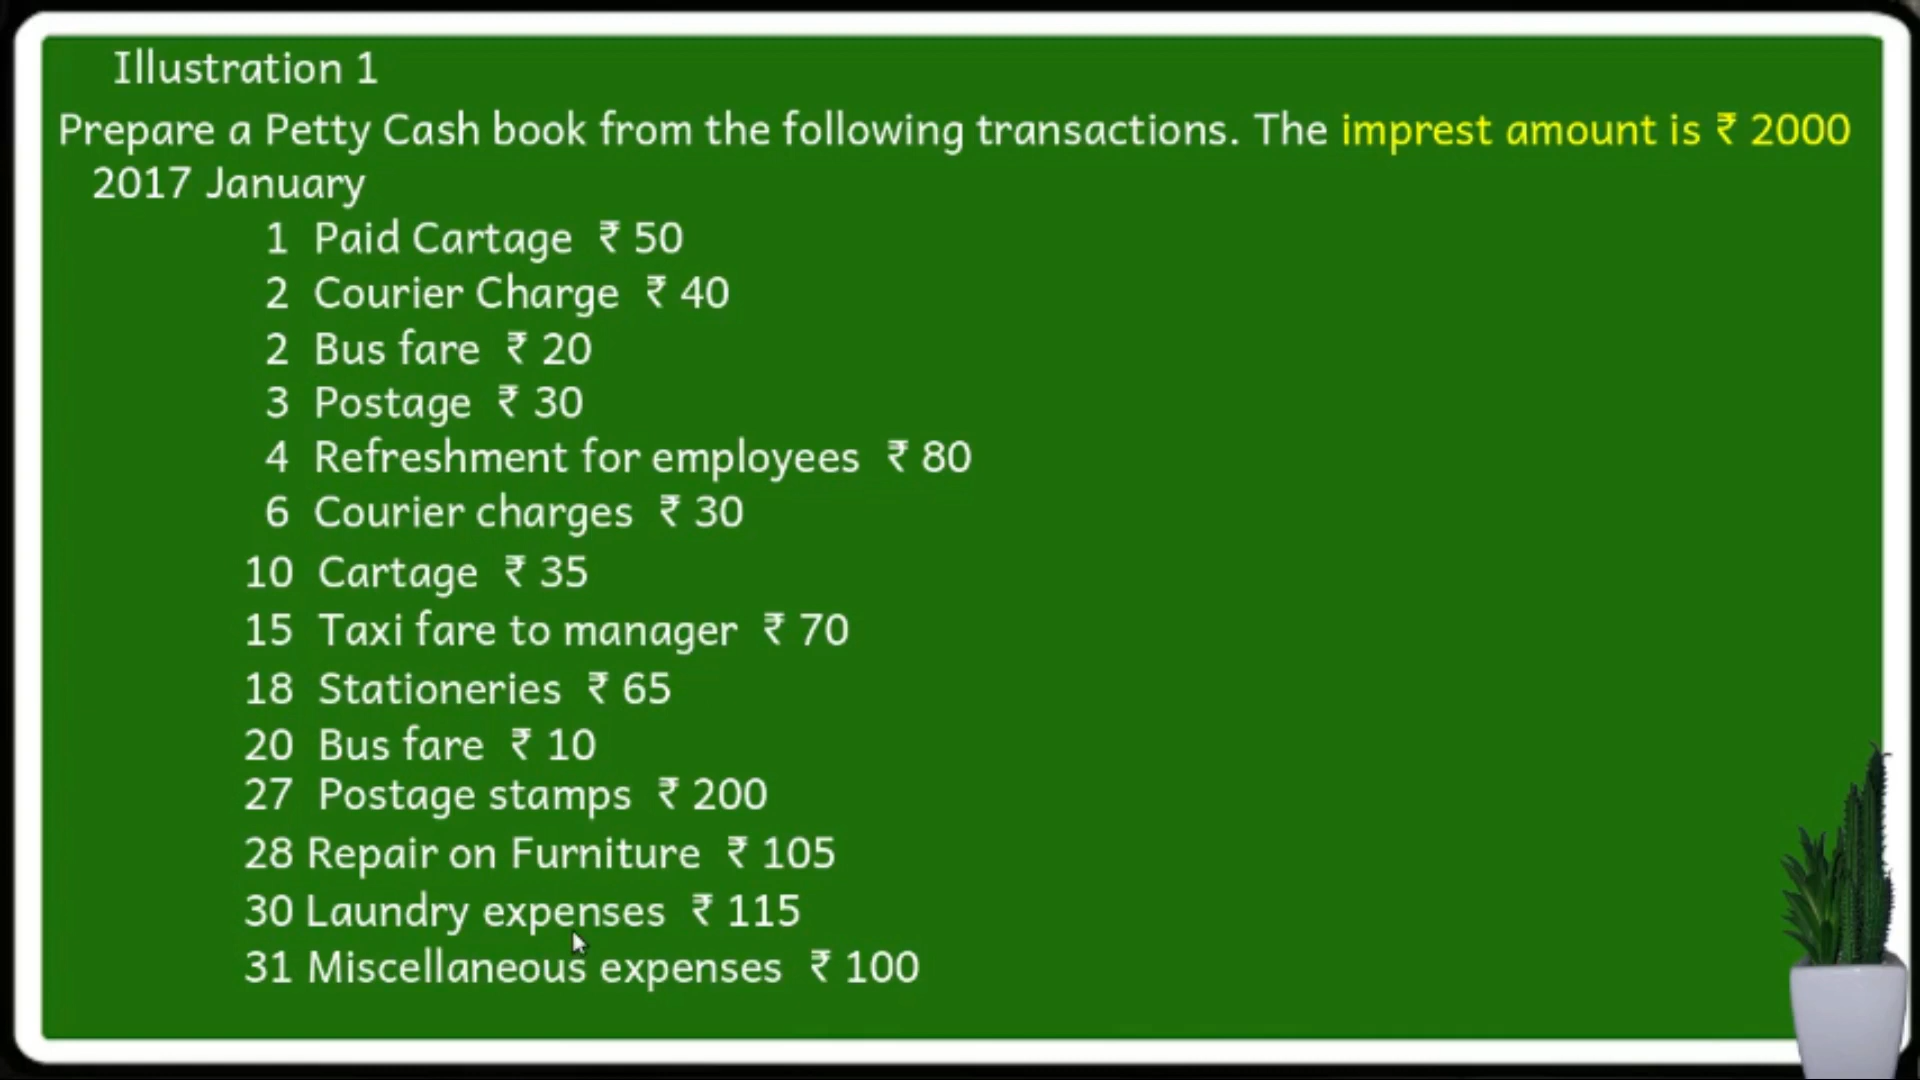 Illustration 1
Prepare a Petty Cash book from the following transactions. The imprest amount is ₹ 2000
2017 January
1 Paid Cartage ₹ 50
2 Courier Charge ₹ 40
2 Bus fare ₹ 20
3 Postage ₹ 30
4 Refreshment for employees ₹ 80
6 Courier charges ₹ 30
10 Cartage ₹ 35
15 Taxi fare to manager ₹ 70
18 Stationeries ₹ 65
20 Bus fare ₹ 10
27 Postage stamps ₹ 200
28 Repair on Furniture ₹ 105
30 Laundry expenses ₹ 115
31 Miscellaneous expenses ₹ 100